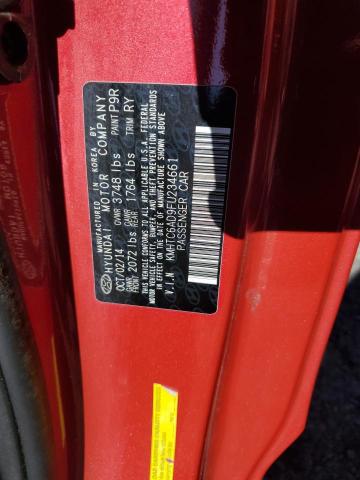 MADE IN KOREA BY
HYUNDAI MOTOR COMPANY
OCT/02/14 GVWR 3748 lbs PAINT P9R
GAWR FRONT 2072 lbs GAWR REAR 1764 lbs TRIM RY
THIS VEHICLE CONFORMS TO ALL APPLICABLE U.S.A. FEDERAL
MOTOR VEHICLE SAFETY, BUMPER, AND THEFT PREVENTION STANDARDS
IN EFFECT ON THE DATE OF MANUFACTURE SHOWN ABOVE
V.I.N KMHTC6AD9FU234661
PASSENGER CAR